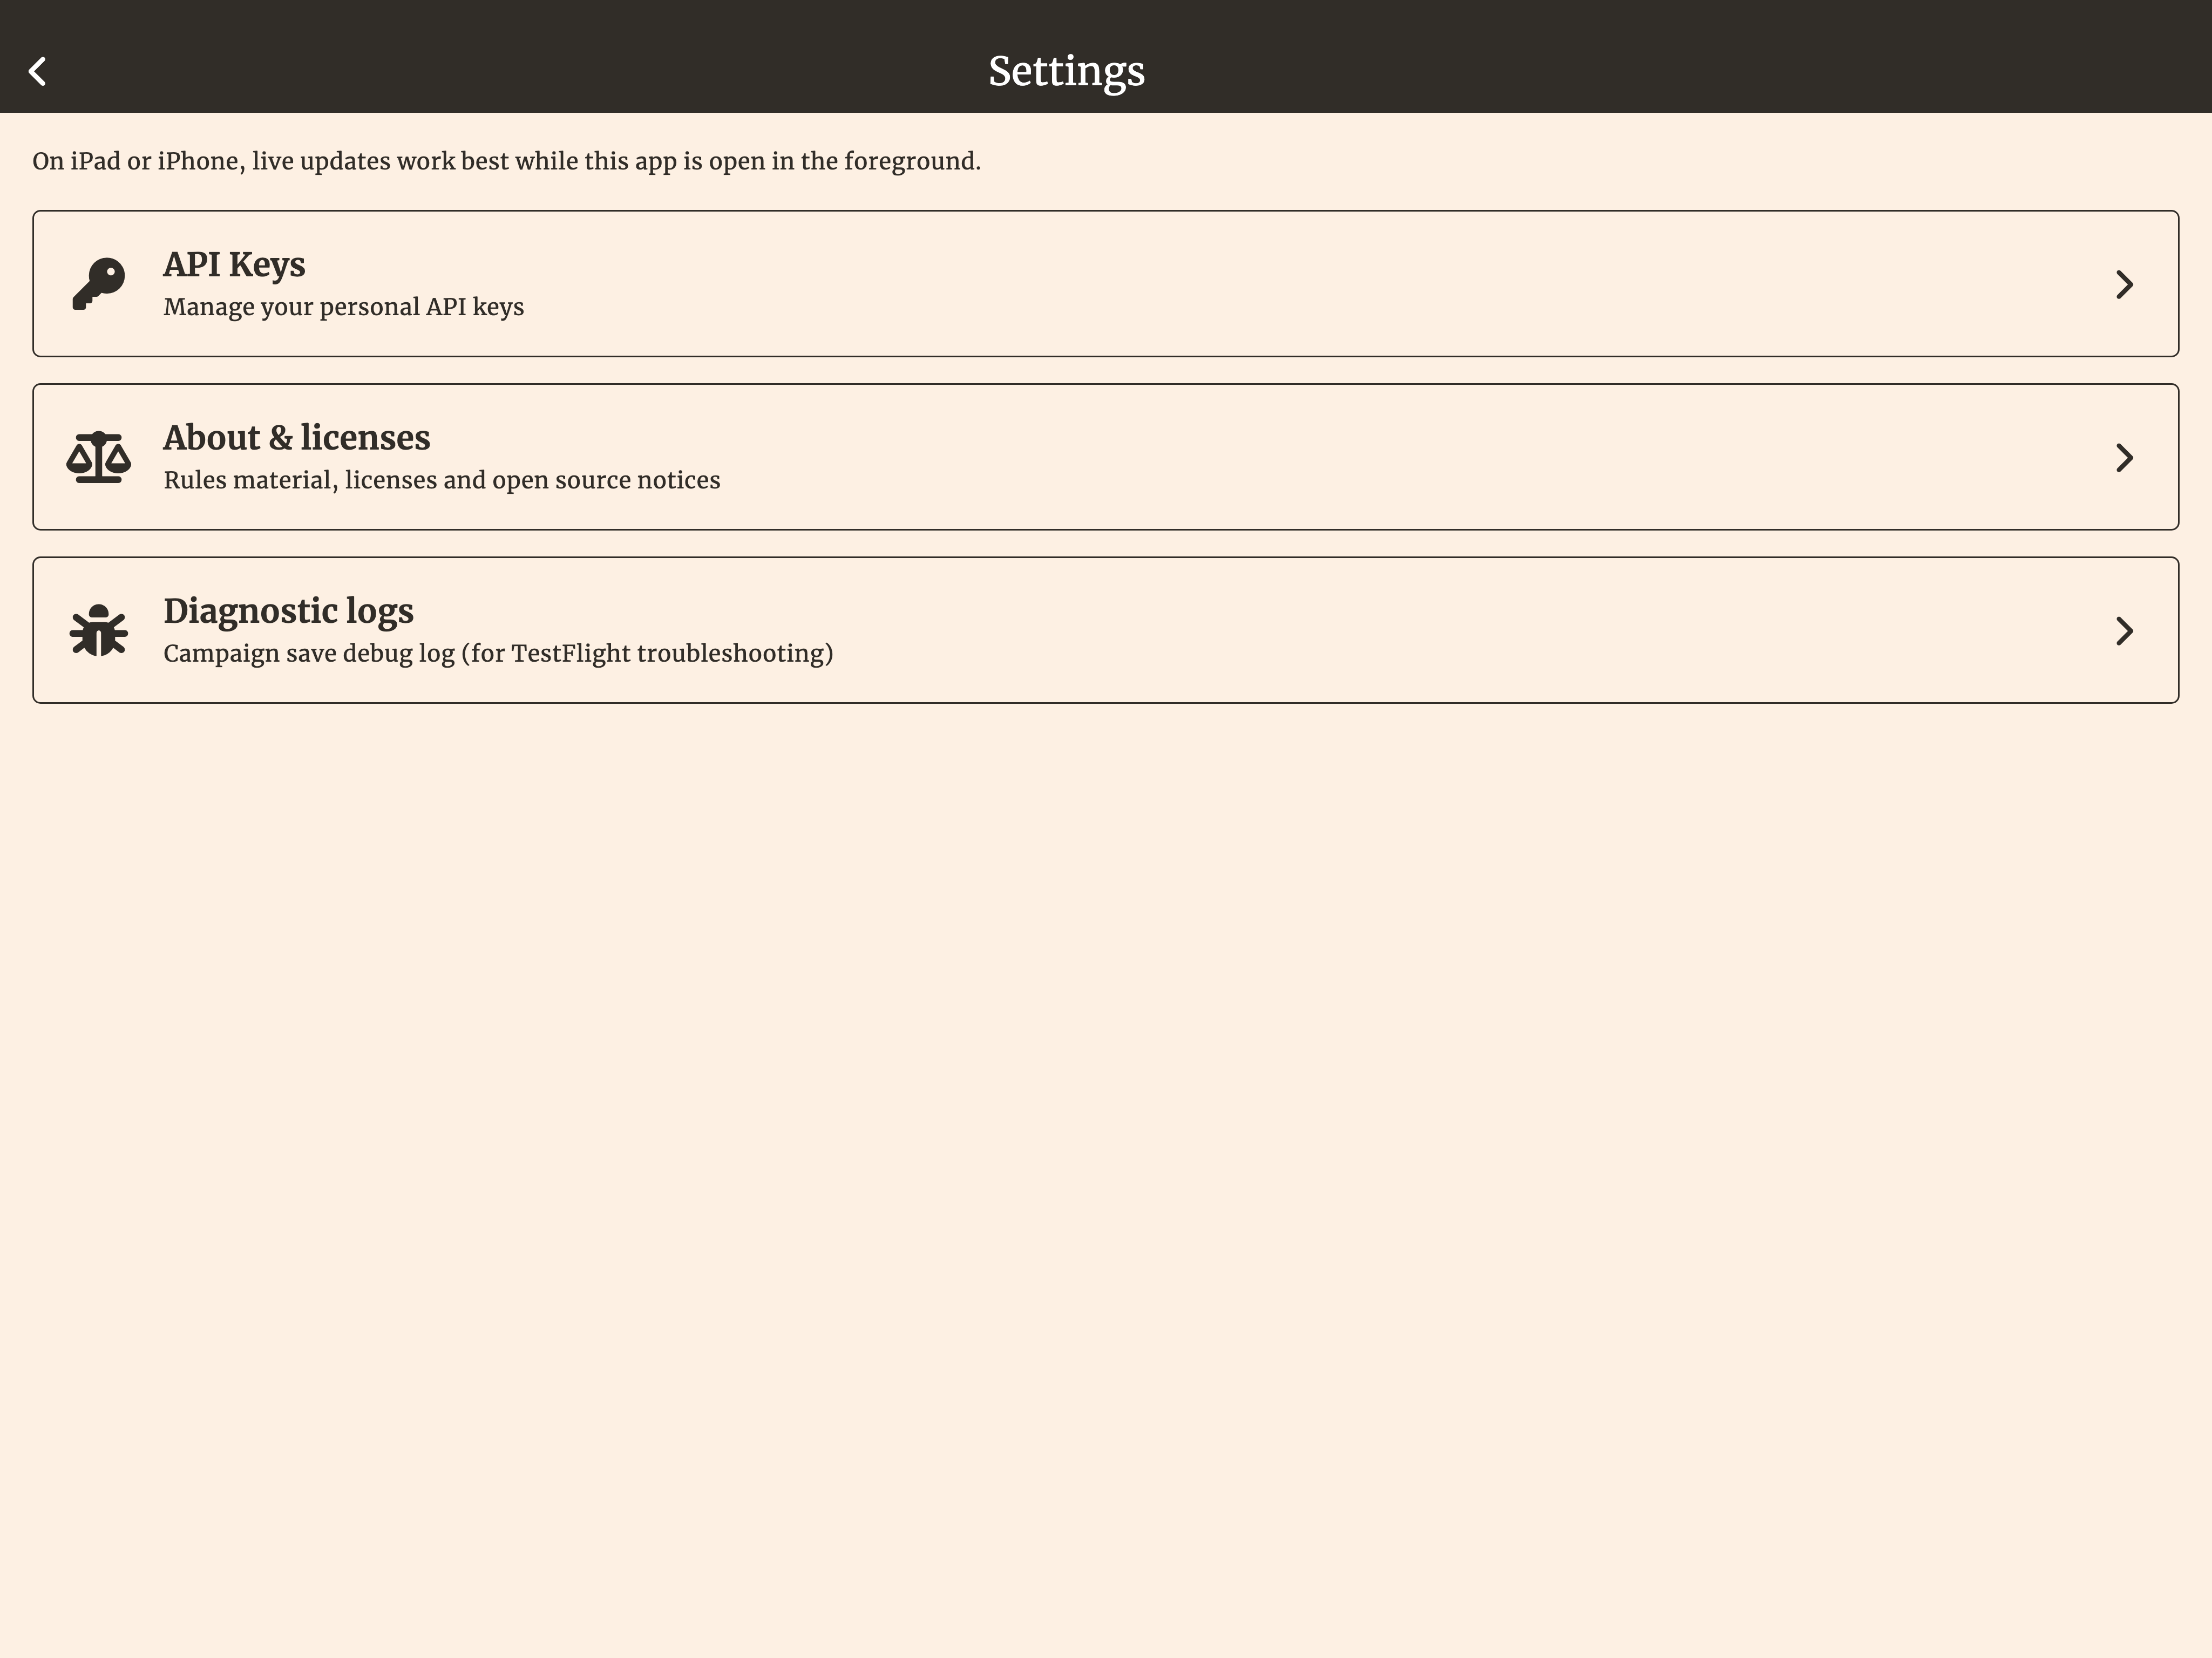 Settings
On iPad or iPhone, live updates work best while this app is open in the foreground.
API Keys
Manage your personal API keys
About & licenses
Rules material, licenses and open source notices
Diagnostic logs
Campaign save debug log (for TestFlight troubleshooting)